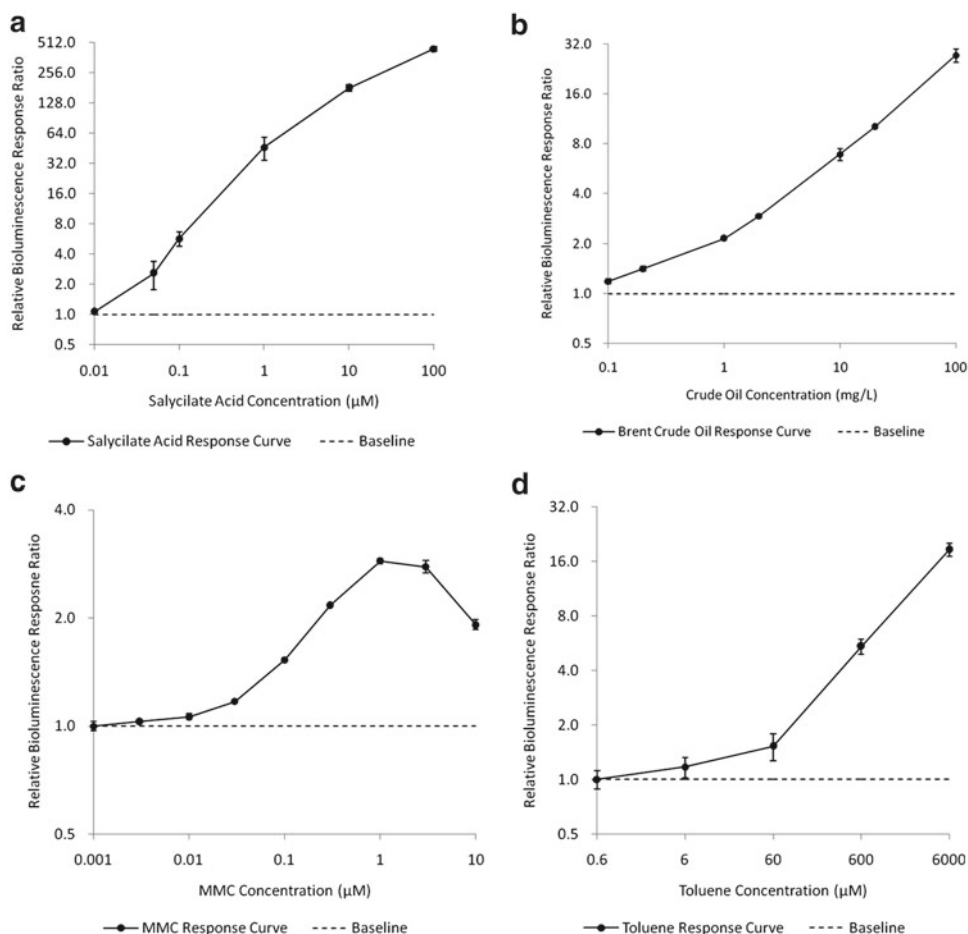 a
Relative Bioluminescence Response Ratio
512.0
256.0
128.0
64.0
32.0
16.0
8.0
4.0
2.0
1.0
0.5
0.01 0.1 1 10 100
Salycilate Acid Concentration (µM)
Salycilate Acid Response Curve Baseline
b
Relative Bioluminescence Response Ratio
32.0
16.0
8.0
4.0
2.0
1.0
0.5
0.1 1 10 100
Crude Oil Concentration (mg/L)
Brent Crude Oil Response Curve Baseline
c
Relative Bioluminescence Resposne Ratio
4.0
2.0
1.0
0.5
0.001 0.01 0.1 1 10
MMC Concentration (µM)
MMC Response Curve Baseline
d
Relative Bioluminescence Response Ratio
32.0
16.0
8.0
4.0
2.0
1.0
0.5
0.6 6 60 600 6000
Toluene Concentration (µM)
Toluene Response Curve Baseline